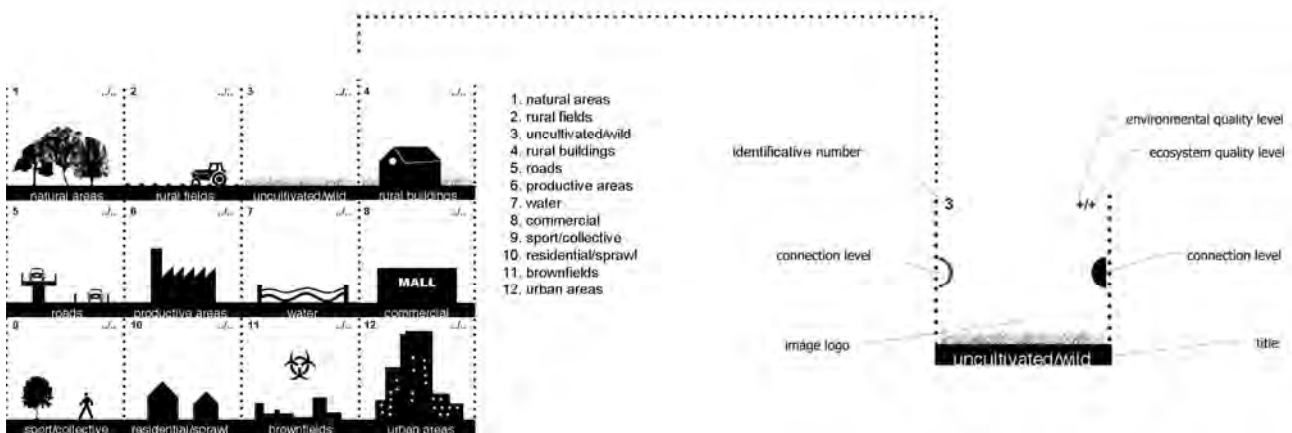 1 ../.. 2 ../.. 3 ../.. 4 ../..
natural areas rural fields uncultivated/wild rural buildings
5 ../.. 6 ../.. 7 ../.. 8 ../..
MALL
roads productive areas water commercial
9 ../.. 10 ../.. 11 ../.. 12 ../..
sport/collective residential/sprawl brownfields urban areas
1. natural areas
2. rural fields
3. uncultivated/wild
4. rural buildings
5. roads
6. productive areas
7. water
8. commercial
9. sport/collective
10. residential/sprawl
11. brownfields
12. urban areas
environmental quality level
identificative number
ecosystem quality level
3 +/+
connection level
connection level
image logo
title
uncultivated/wild